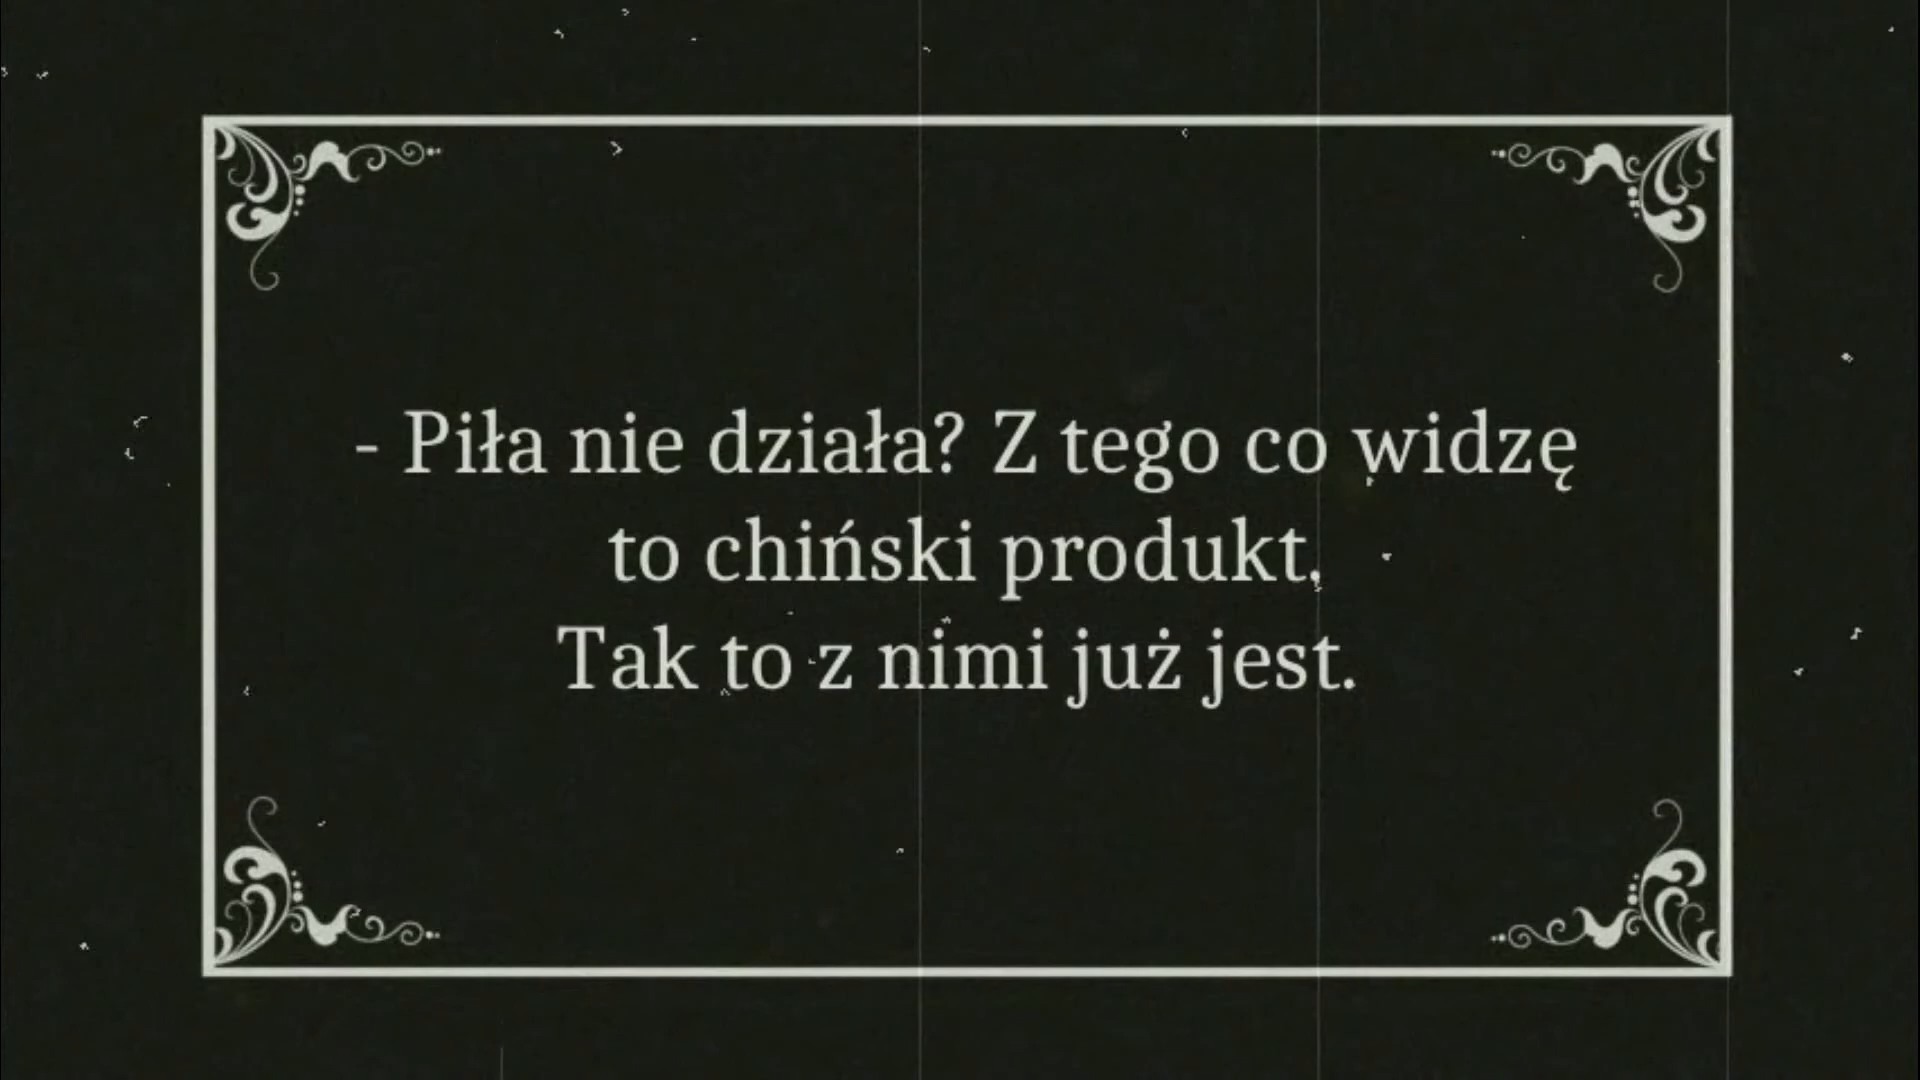 - Piła nie działa? Z tego co widzę
to chiński produkt.
Tak to z nimi już jest.